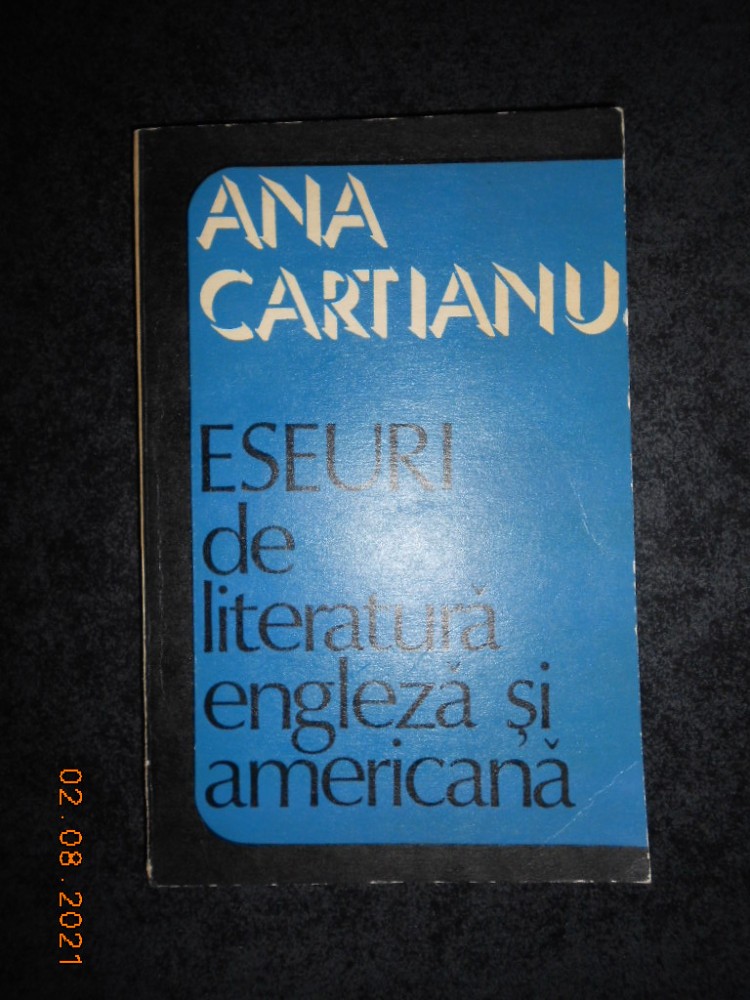 ANA
CARTIANU
ESEURI
de
literatură
engleză și
americană
02.08.2021